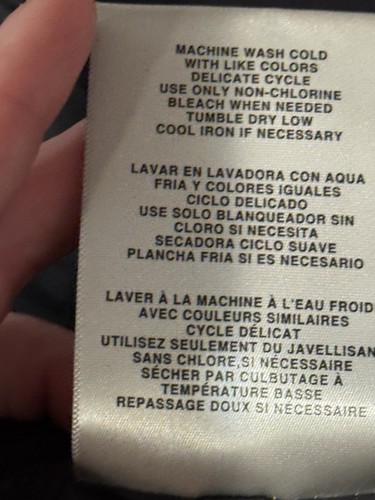 MACHINE WASH COLD
WITH LIKE COLORS
DELICATE CYCLE
USE ONLY NON-CHLORINE
BLEACH WHEN NEEDED
TUMBLE DRY LOW
COOL IRON IF NECESSARY
LAVAR EN LAVADORA CON AQUA
FRIA Y COLORES IGUALES
CICLO DELICADO
USE SOLO BLANQUEADOR SIN
CLORO SI NECESITA
SECADORA CICLO SUAVE
PLANCHA FRIA SI ES NECESARIO
LAVER À LA MACHINE À L'EAU FROID
AVEC COULEURS SIMILAIRES
CYCLE DÉLICAT
UTILISEZ SEULEMENT DU JAVELLISAN
SANS CHLORE,SI NÉCESSAIRE
SÉCHER PAR CULBUTAGE À
TEMPÉRATURE BASSE
REPASSAGE DOUX SI NÉCESSAIRE